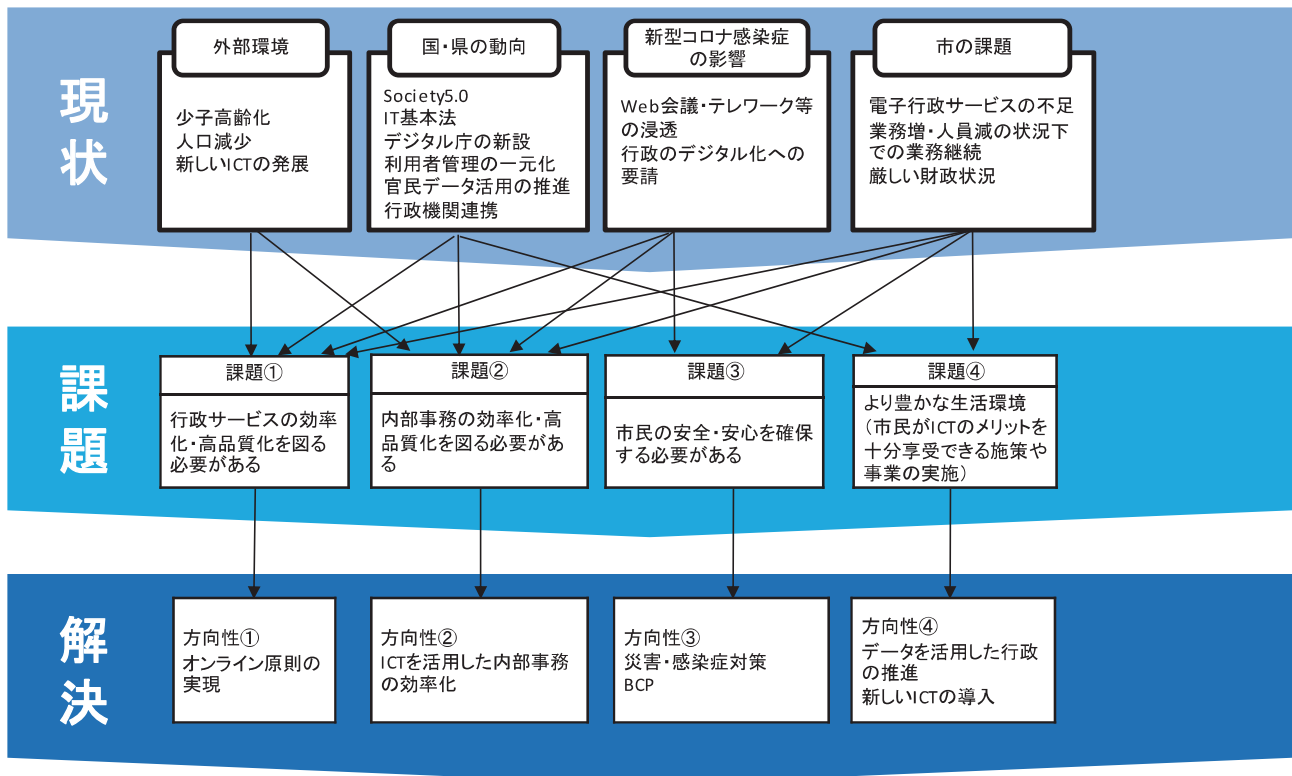 現状
外部環境
少子高齢化
人口減少
新しいICTの発展
国・県の動向
Society5.0
IT基本法
デジタル庁の新設
利用者管理の一元化
官民データ活用の推進
行政機関連携
新型コロナ感染症
の影響
Web会議・テレワーク等
の浸透
行政のデジタル化への
要請
市の課題
電子行政サービスの不足
業務増・人員減の状況下
での業務継続
厳しい財政状況
課題
課題①
行政サービスの効率
化・高品質化を図る
必要がある
課題②
内部事務の効率化・高
品質化を図る必要があ
る
課題③
市民の安全・安心を確保
する必要がある
課題④
より豊かな生活環境
（市民がICTのメリットを
十分享受できる施策や
事業の実施）
解決
方向性①
オンライン原則の
実現
方向性②
ICTを活用した内部事務
の効率化
方向性③
災害・感染症対策
BCP
方向性④
データを活用した行政
の推進
新しいICTの導入